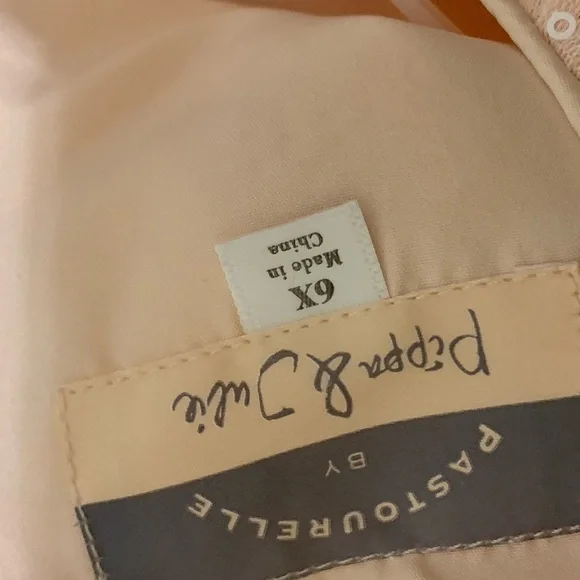 PASTOURELLE
BY
Pippa & Julie
6X
Made in
China